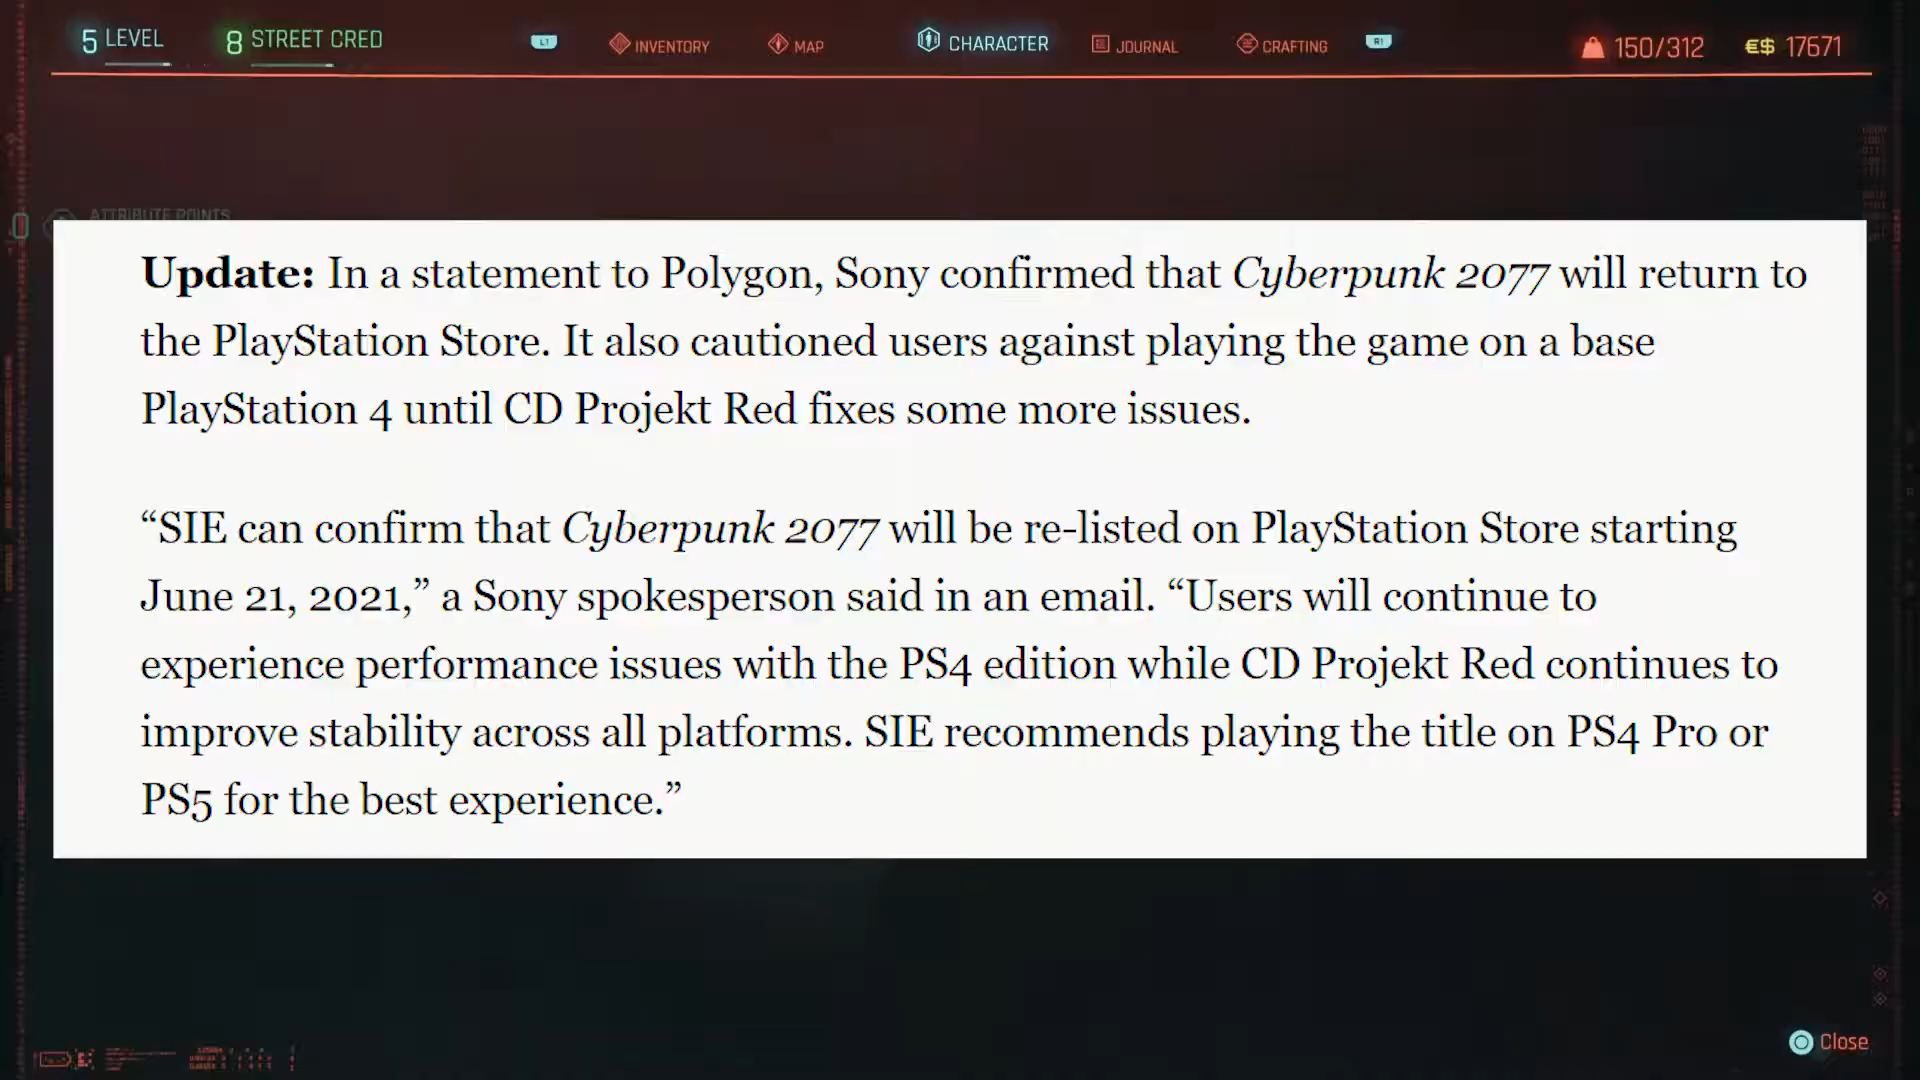 5 LEVEL 8 STREET CRED L1 INVENTORY MAP CHARACTER JOURNAL CRAFTING R1 150/312 €$ 17671
0 ATTRIBUTE POINTS
Update: In a statement to Polygon, Sony confirmed that Cyberpunk 2077 will return to
the PlayStation Store. It also cautioned users against playing the game on a base
PlayStation 4 until CD Projekt Red fixes some more issues.
“SIE can confirm that Cyberpunk 2077 will be re-listed on PlayStation Store starting
June 21, 2021,” a Sony spokesperson said in an email. “Users will continue to
experience performance issues with the PS4 edition while CD Projekt Red continues to
improve stability across all platforms. SIE recommends playing the title on PS4 Pro or
PS5 for the best experience.”
Close